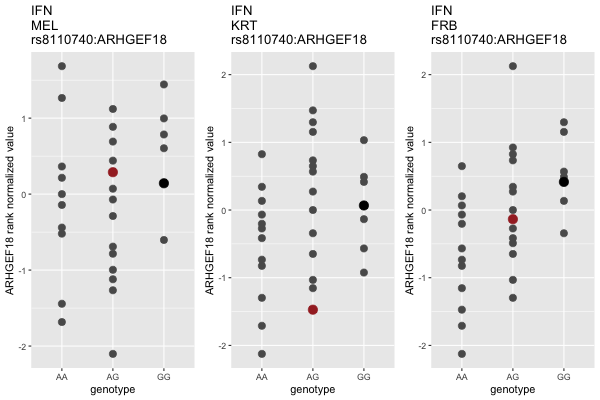 IFN
MEL
rs8110740:ARHGEF18
ARHGEF18 rank normalized value
1
0
-1
-2
AA AG GG
genotype
IFN
KRT
rs8110740:ARHGEF18
ARHGEF18 rank normalized value
2
1
0
-1
-2
AA AG GG
genotype
IFN
FRB
rs8110740:ARHGEF18
ARHGEF18 rank normalized value
2
1
0
-1
-2
AA AG GG
genotype